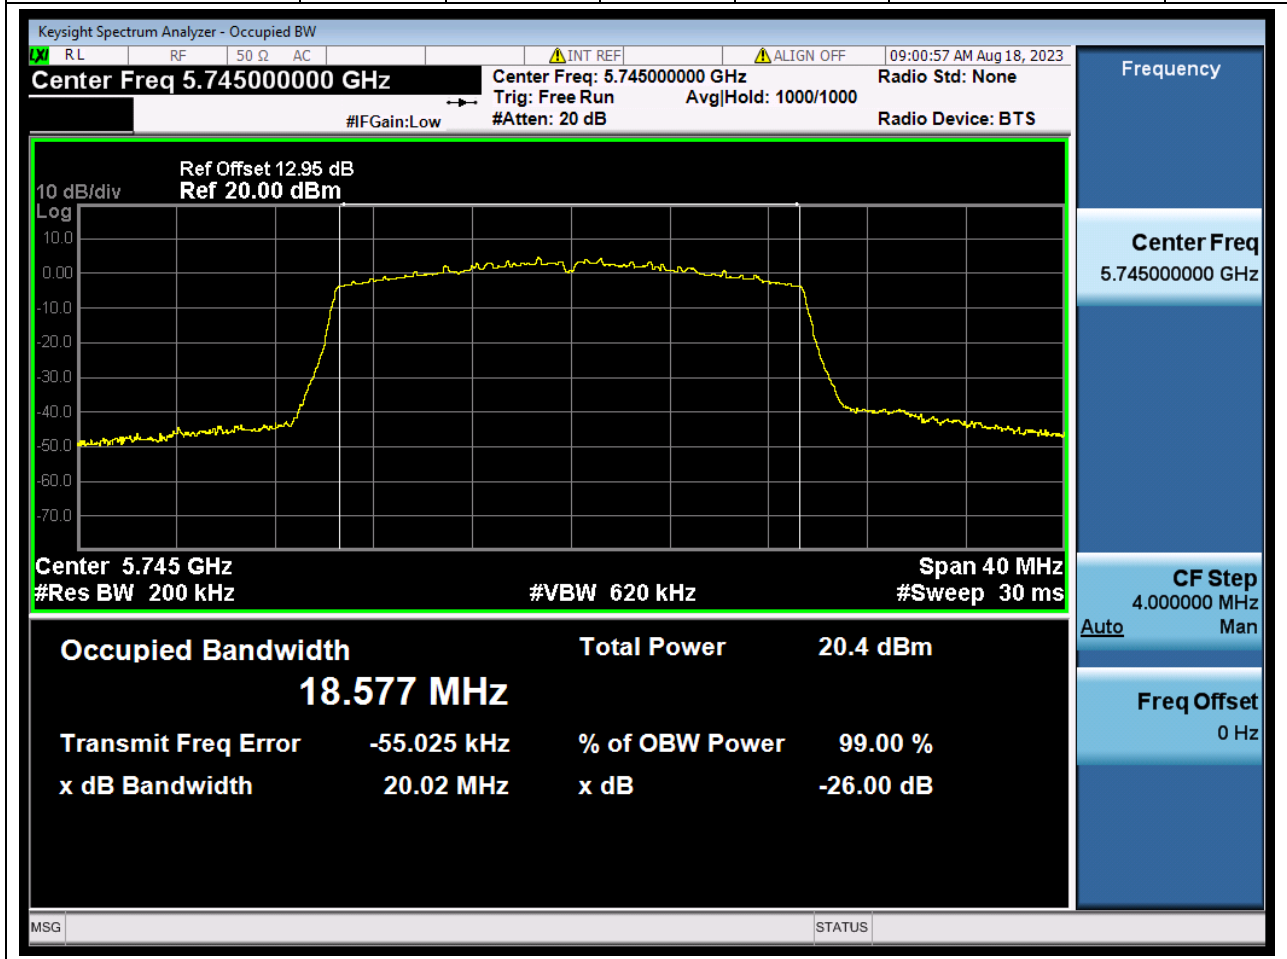 Keysight Spectrum Analyzer - Occupied BW
LXI RL RF 50 Ω AC INT REF ALIGN OFF 09:00:57 AM Aug 18, 2023
Center Freq 5.745000000 GHz
Center Freq: 5.745000000 GHz
Radio Std: None
Trig: Free Run Avg|Hold: 1000/1000
#IFGain:Low
#Atten: 20 dB
Radio Device: BTS
Ref Offset 12.95 dB
10 dB/div Ref 20.00 dBm
Log
10.0
0.00
-10.0
-20.0
-30.0
-40.0
-50.0
-60.0
-70.0
Center 5.745 GHz Span 40 MHz
#Res BW 200 kHz #VBW 620 kHz #Sweep 30 ms
Occupied Bandwidth Total Power 20.4 dBm
18.577 MHz
Transmit Freq Error -55.025 kHz % of OBW Power 99.00 %
x dB Bandwidth 20.02 MHz x dB -26.00 dB
MSG STATUS
Frequency
Center Freq
5.745000000 GHz
CF Step
4.000000 MHz
Auto Man
Freq Offset
0 Hz